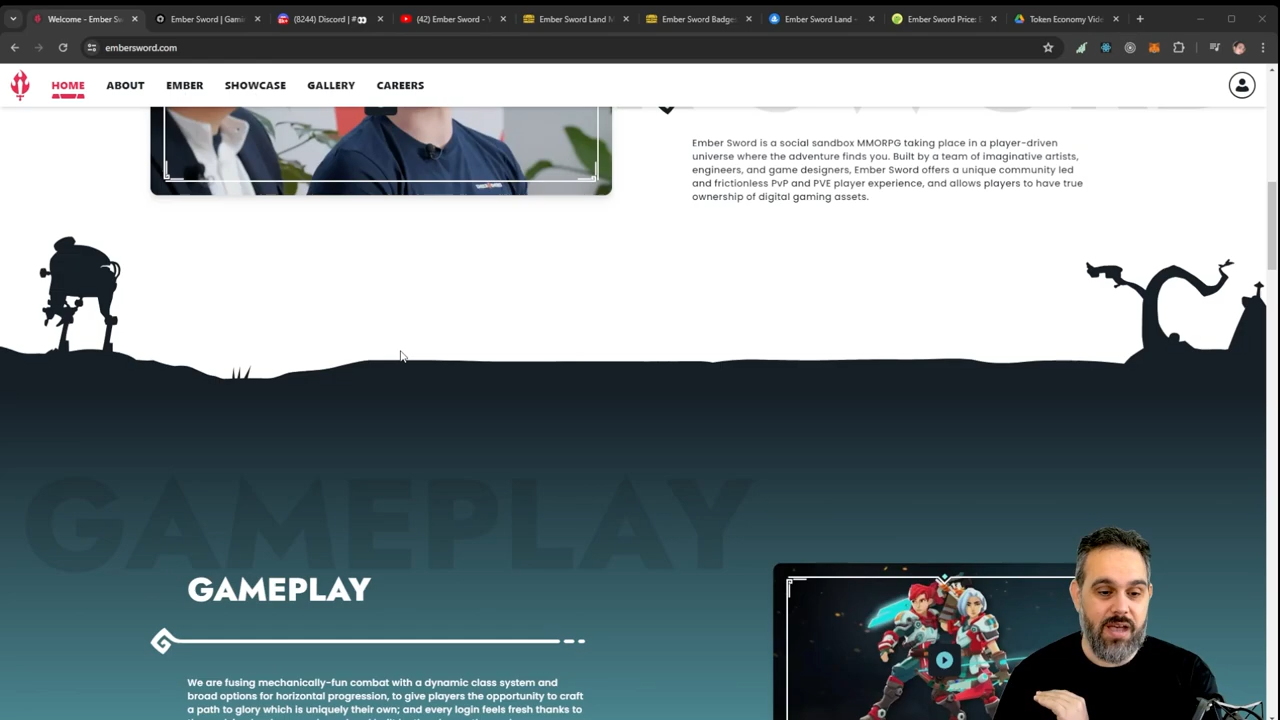 Welcome - Ember S
Ember Sword | Gami
(8244) Discord | #
(42) Ember Sword - Y
Ember Sword Land M
Ember Sword Badge
Ember Sword Land -
Ember Sword Price:
Token Economy Vide
embersword.com
HOME
ABOUT
EMBER
SHOWCASE
GALLERY
CAREERS
Ember Sword is a social sandbox MMORPG taking place in a player-driven
universe where the adventure finds you. Built by a team of imaginative artists,
engineers, and game designers, Ember Sword offers a unique community led
and frictionless PvP and PVE player experience, and allows players to have true
ownership of digital gaming assets.
GAMEPLAY
GAMEPLAY
We are fusing mechanically-fun combat with a dynamic class system and
broad options for horizontal progression, to give players the opportunity to craft
a path to glory which is uniquely their own; and every login feels fresh thanks to